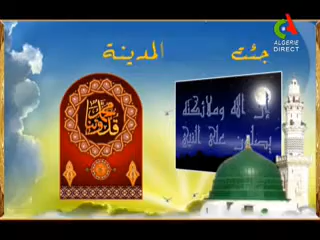 ALGERIE
DIRECT
جئت المدينة
إن الله وملائكته
يصلون على النبي